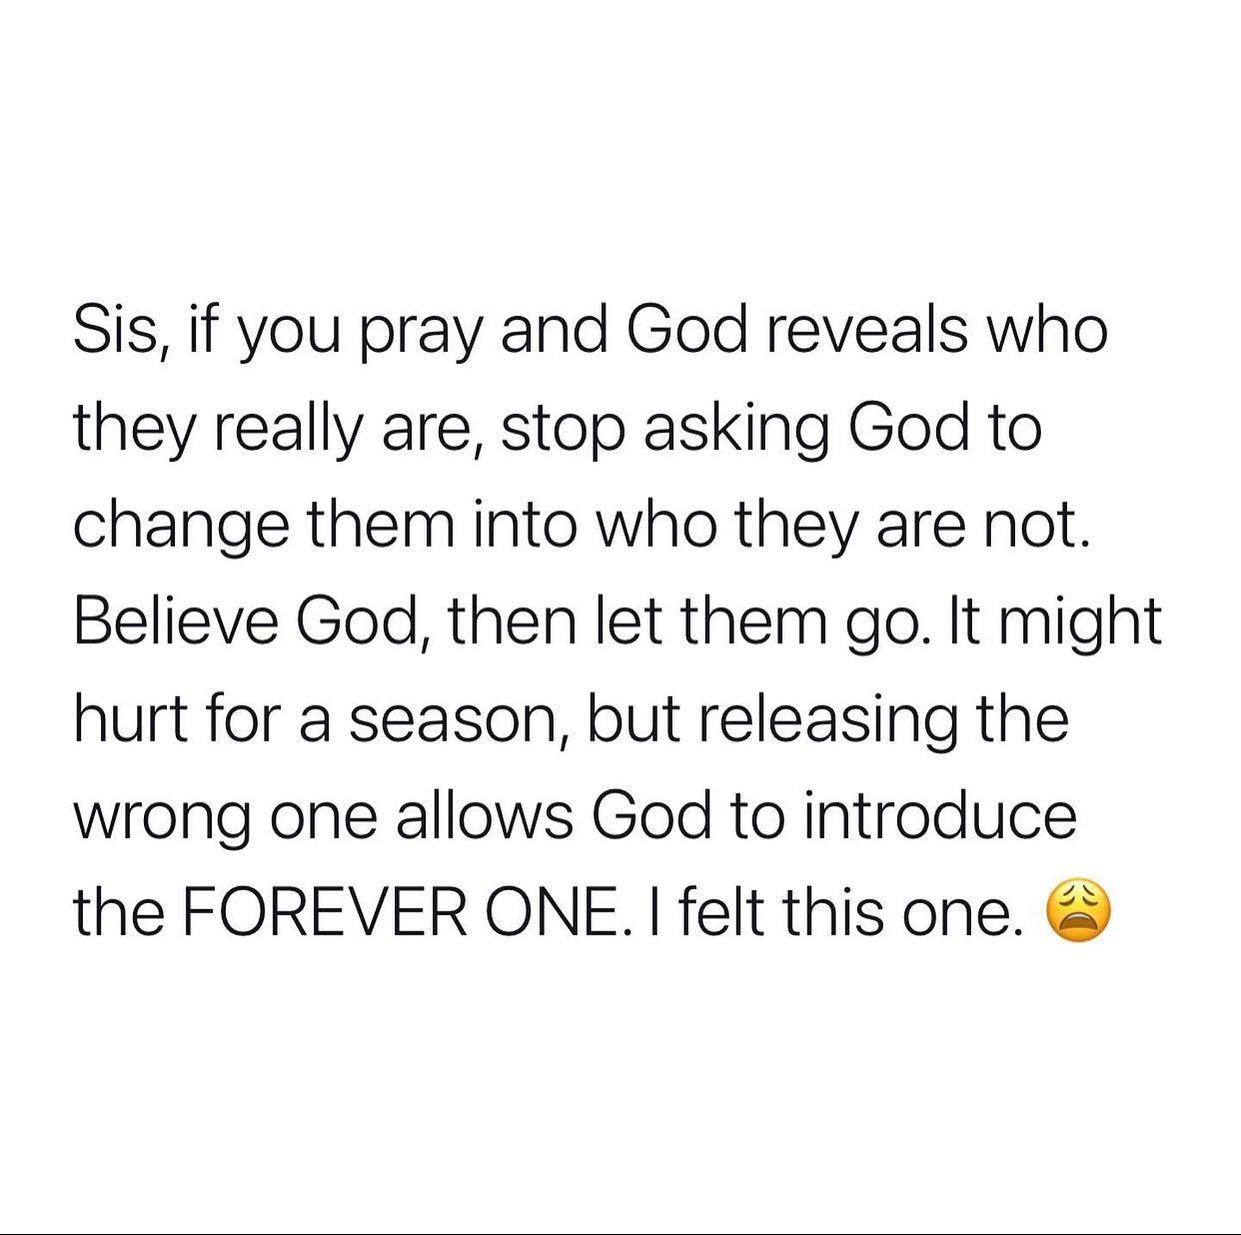 Sis, if you pray and God reveals who
they really are, stop asking God to
change them into who they are not.
Believe God, then let them go. It might
hurt for a season, but releasing the
wrong one allows God to introduce
the FOREVER ONE. I felt this one. 😩